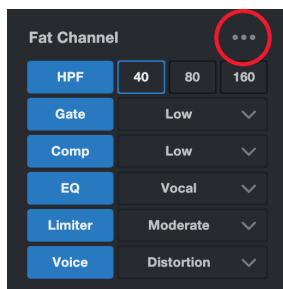 Fat Channel
HPF 40 80 160
Gate Low
Comp Low
EQ Vocal
Limiter Moderate
Voice Distortion